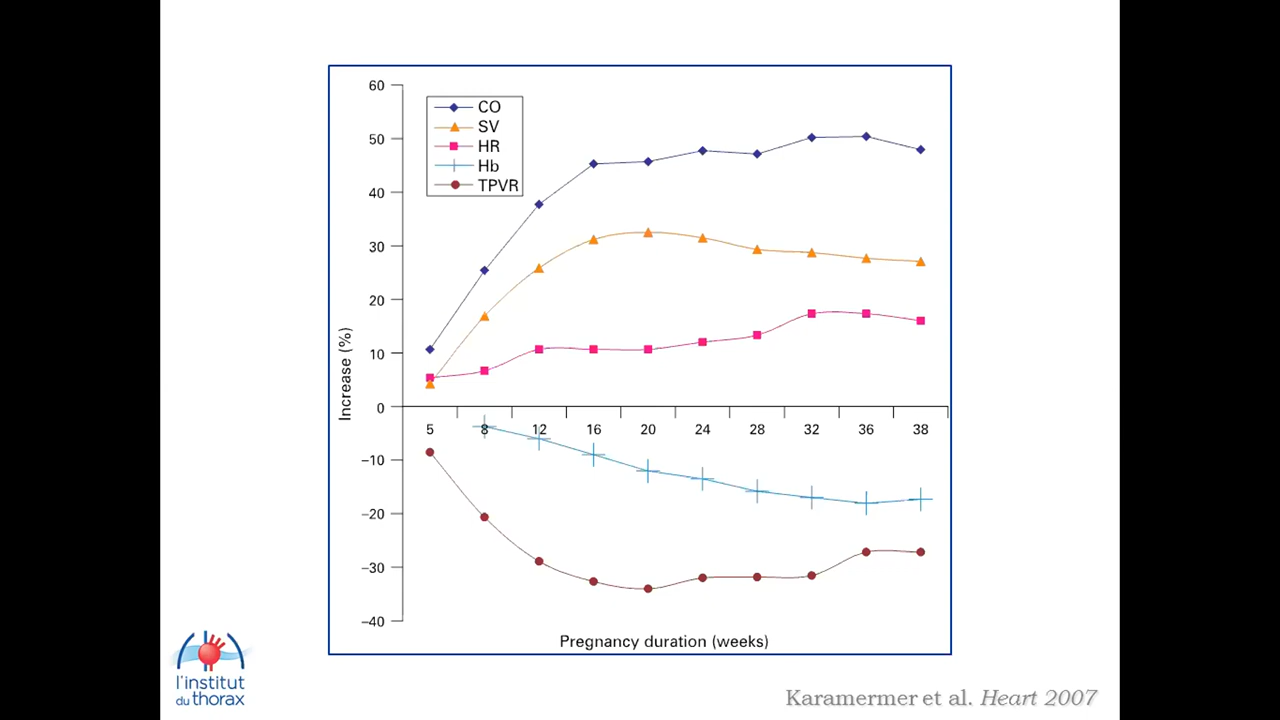 60
50
40
30
20
10
0
−10
−20
−30
−40
CO
SV
HR
Hb
TPVR
Increase (%)
5 8 12 16 20 24 28 32 36 38
Pregnancy duration (weeks)
l'institut
du thorax
Karamermer et al. Heart 2007